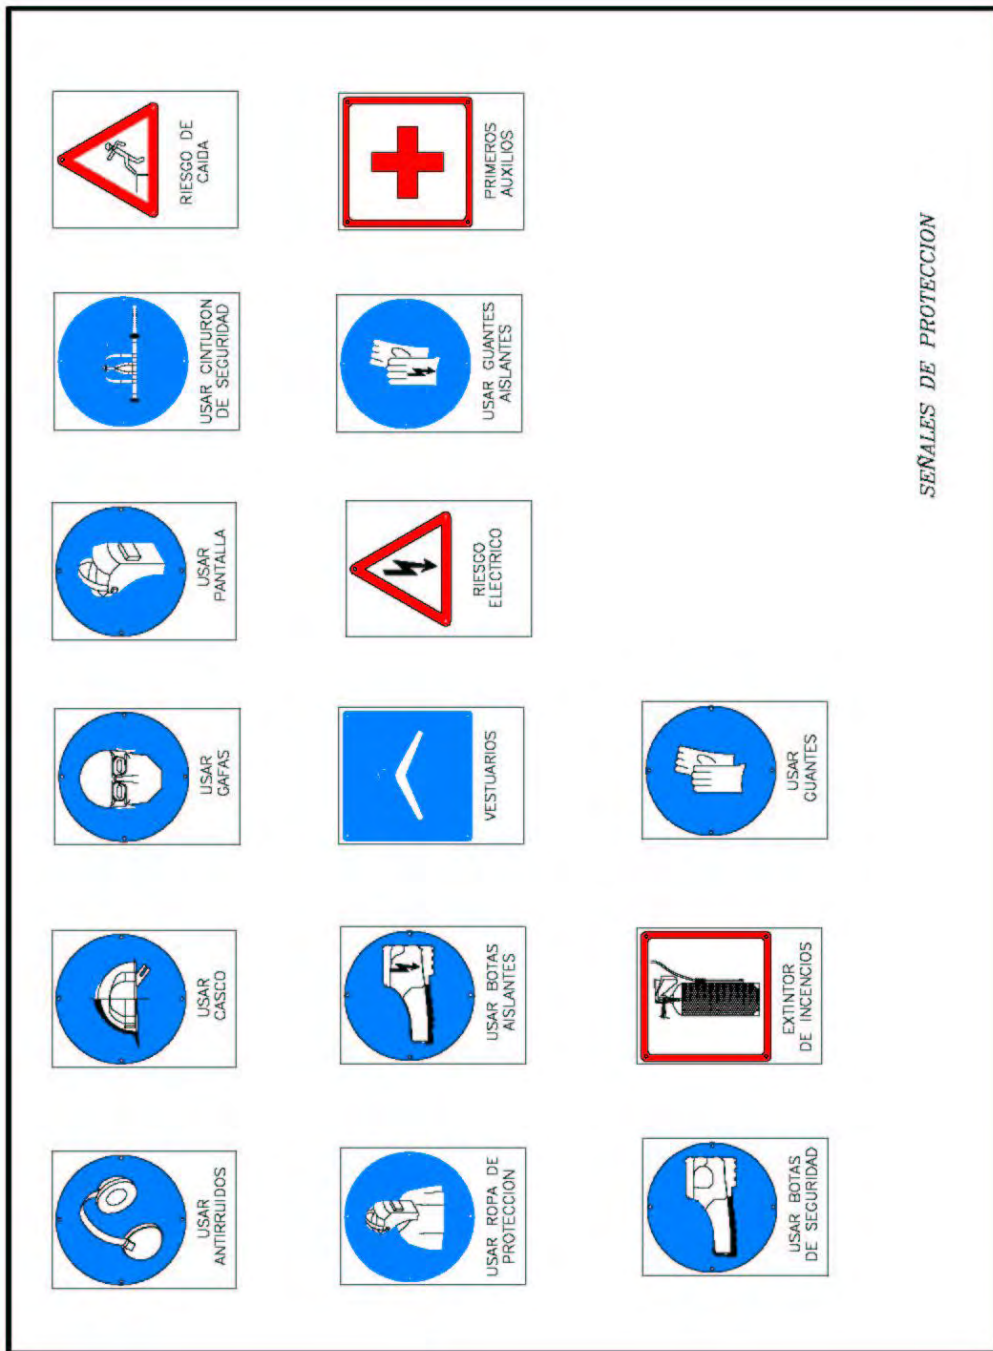 USAR
ANTIRRUIDOS
USAR
CASCO
USAR
GAFAS
USAR
PANTALLA
USAR CINTURON
DE SEGURIDAD
RIESGO DE
CAIDA
USAR ROPA DE
PROTECCION
USAR BOTAS
AISLANTES
VESTUARIOS
RIESGO
ELECTRICO
USAR GUANTES
AISLANTES
PRIMEROS
AUXILIOS
USAR BOTAS
DE SEGURIDAD
EXTINTOR
DE INCENCIOS
USAR
GUANTES
SEÑALES DE PROTECCION